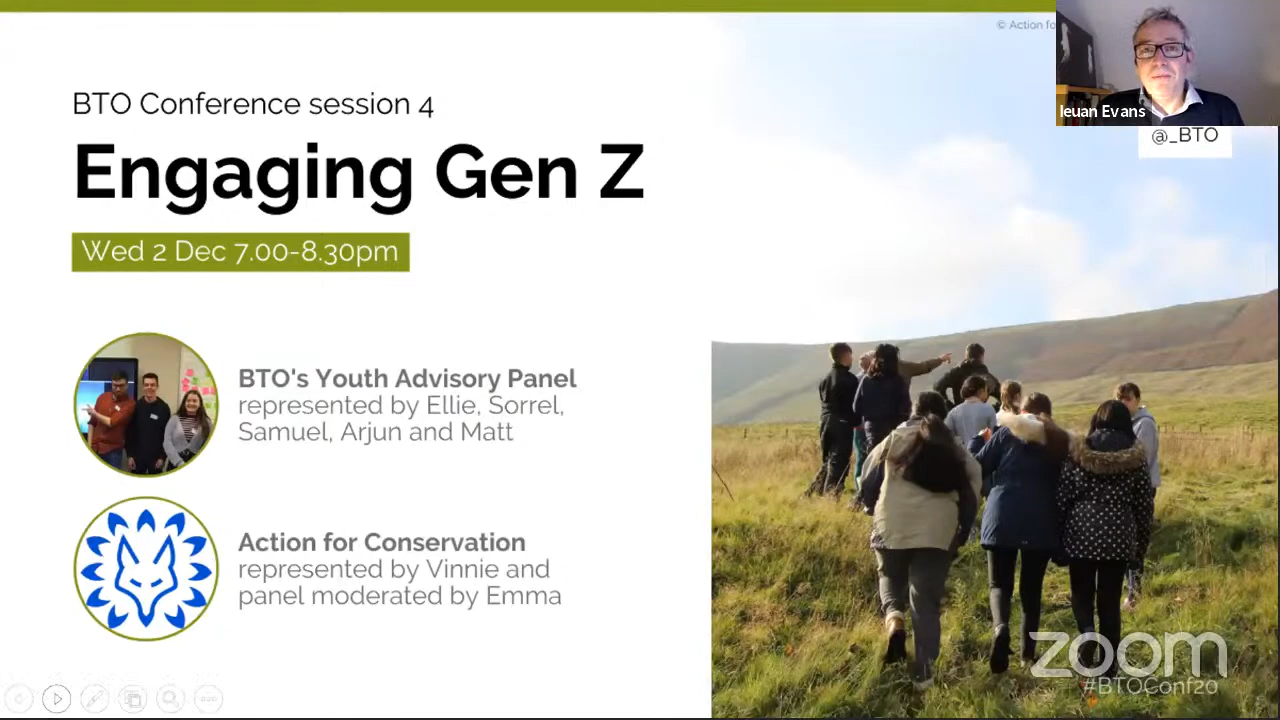 © Action fo
Ieuan Evans
@_BTO
BTO Conference session 4
Engaging Gen Z
Wed 2 Dec 7.00-8.30pm
BTO's Youth Advisory Panel
represented by Ellie, Sorrel,
Samuel, Arjun and Matt
Action for Conservation
represented by Vinnie and
panel moderated by Emma
zoom
#BTOConf20